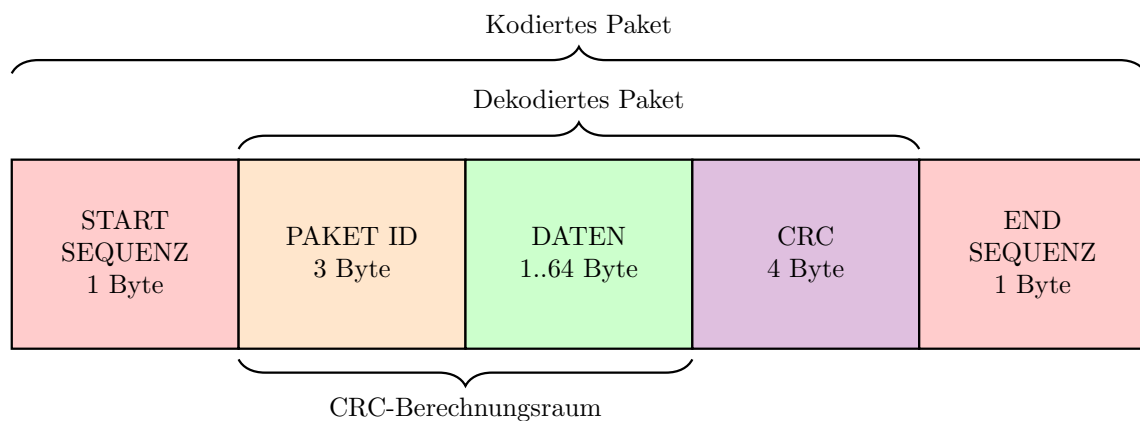 Kodiertes Paket
Dekodiertes Paket
START
SEQUENZ
1 Byte
PAKET ID
3 Byte
DATEN
1..64 Byte
CRC
4 Byte
END
SEQUENZ
1 Byte
CRC-Berechnungsraum